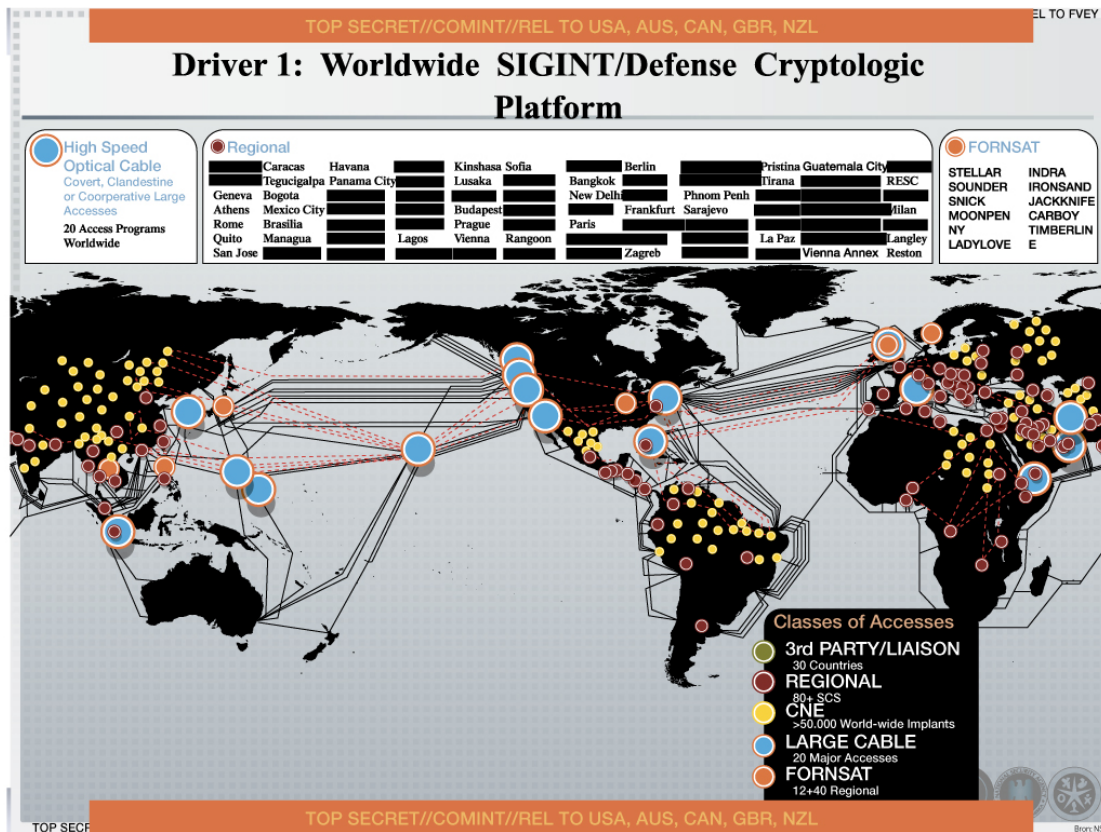 TOP SECRET//COMINT//REL TO USA, AUS, CAN, GBR, NZL
EL TO FVEY
Driver 1: Worldwide SIGINT/Defense Cryptologic
Platform
High Speed
Optical Cable
Covert, Clandestine
or Coorperative Large
Accesses
20 Access Programs
Worldwide
Regional
Caracas Havana Kinshasa Sofia Berlin Pristina Guatemala City
Tegucigalpa Panama City Lusaka Bangkok Tirana RESC
Geneva Bogota New Delhi Phnom Penh
Athens Mexico City Budapest Frankfurt Sarajevo Milan
Rome Brasilia Prague Paris
Quito Managua Lagos Vienna Rangoon La Paz Langley
San Jose Zagreb Vienna Annex Reston
FORNSAT
STELLAR INDRA
SOUNDER IRONSAND
SNICK JACKKNIFE
MOONPEN CARBOY
NY TIMBERLIN
LADYLOVE E
Classes of Accesses
3rd PARTY/LIAISON
30 Countries
REGIONAL
80+ SCS
CNE
>50.000 World-wide Implants
LARGE CABLE
20 Major Accesses
FORNSAT
12+40 Regional
TOP SECR
TOP SECRET//COMINT//REL TO USA, AUS, CAN, GBR, NZL